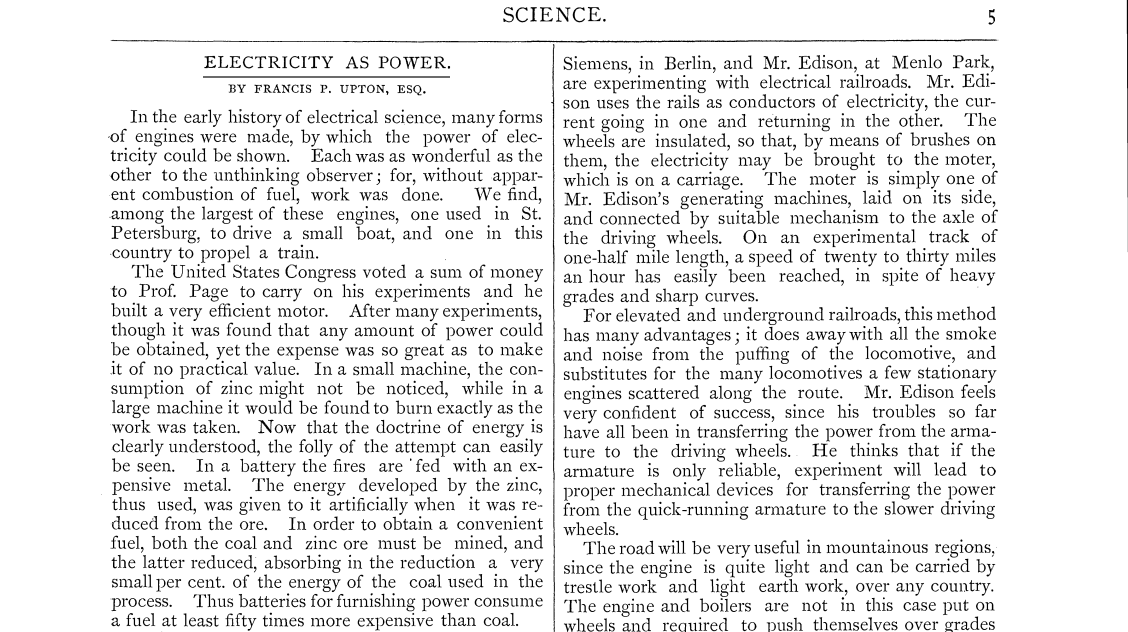 SCIENCE.
5
ELECTRICITY AS POWER.
BY FRANCIS P. UPTON, ESQ.
In the early history of electrical science, many forms
of engines were made, by which the power of elec-
tricity could be shown. Each was as wonderful as the
other to the unthinking observer; for, without appar-
ent combustion of fuel, work was done. We find,
among the largest of these engines, one used in St.
Petersburg, to drive a small boat, and one in this
country to propel a train.
The United States Congress voted a sum of money
to Prof. Page to carry on his experiments and he
built a very efficient motor. After many experiments,
though it was found that any amount of power could
be obtained, yet the expense was so great as to make
it of no practical value. In a small machine, the con-
sumption of zinc might not be noticed, while in a
large machine it would be found to burn exactly as the
work was taken. Now that the doctrine of energy is
clearly understood, the folly of the attempt can easily
be seen. In a battery the fires are fed with an ex-
pensive metal. The energy developed by the zinc,
thus used, was given to it artificially when it was re-
duced from the ore. In order to obtain a convenient
fuel, both the coal and zinc ore must be mined, and
the latter reduced, absorbing in the reduction a very
small per cent. of the energy of the coal used in the
process. Thus batteries for furnishing power consume
a fuel at least fifty times more expensive than coal.
Siemens, in Berlin, and Mr. Edison, at Menlo Park,
are experimenting with electrical railroads. Mr. Edi-
son uses the rails as conductors of electricity, the cur-
rent going in one and returning in the other. The
wheels are insulated, so that, by means of brushes on
them, the electricity may be brought to the moter,
which is on a carriage. The moter is simply one of
Mr. Edison's generating machines, laid on its side,
and connected by suitable mechanism to the axle of
the driving wheels. On an experimental track of
one-half mile length, a speed of twenty to thirty miles
an hour has easily been reached, in spite of heavy
grades and sharp curves.
For elevated and underground railroads, this method
has many advantages; it does away with all the smoke
and noise from the puffing of the locomotive, and
substitutes for the many locomotives a few stationary
engines scattered along the route. Mr. Edison feels
very confident of success, since his troubles so far
have all been in transferring the power from the arma-
ture to the driving wheels. He thinks that if the
armature is only reliable, experiment will lead to
proper mechanical devices for transferring the power
from the quick-running armature to the slower driving
wheels.
The road will be very useful in mountainous regions,
since the engine is quite light and can be carried by
trestle work and light earth work, over any country.
The engine and boilers are not in this case put on
wheels and required to push themselves over grades